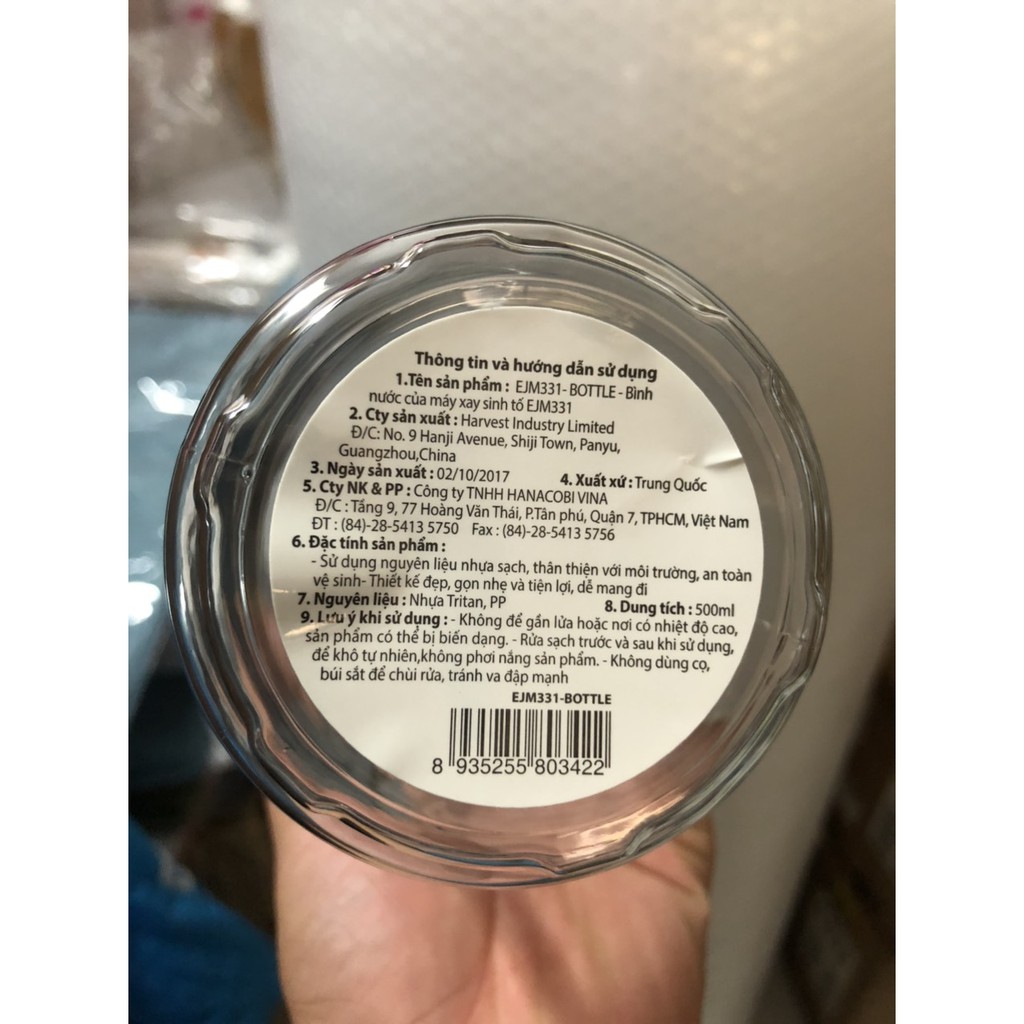 Thông tin và hướng dẫn sử dụng
1.Tên sản phẩm : EJM331- BOTTLE - Bình
nước của máy xay sinh tố EJM331
2. Cty sản xuất : Harvest Industry Limited
Đ/C: No. 9 Hanji Avenue, Shiji Town, Panyu,
Guangzhou,China
3. Ngày sản xuất : 02/10/2017 4. Xuất xứ : Trung Quốc
5. Cty NK & PP : Công ty TNHH HANACOBI VINA
Đ/C : Tầng 9, 77 Hoàng Văn Thái, P.Tân phú, Quận 7, TPHCM, Việt Nam
ĐT : (84)-28-5413 5750 Fax : (84)-28-5413 5756
6. Đặc tính sản phẩm :
- Sử dụng nguyên liệu nhựa sạch, thân thiện với môi trường, an toàn
vệ sinh- Thiết kế đẹp, gọn nhẹ và tiện lợi, dễ mang đi
7. Nguyên liệu : Nhựa Tritan, PP 8. Dung tích : 500ml
9. Lưu ý khi sử dụng : - Không để gần lửa hoặc nơi có nhiệt độ cao,
sản phẩm có thể bị biến dạng. - Rửa sạch trước và sau khi sử dụng,
để khô tự nhiên,không phơi nắng sản phẩm. - Không dùng cọ,
búi sắt để chùi rửa, tránh va đập mạnh
EJM331-BOTTLE
8 935255 803422